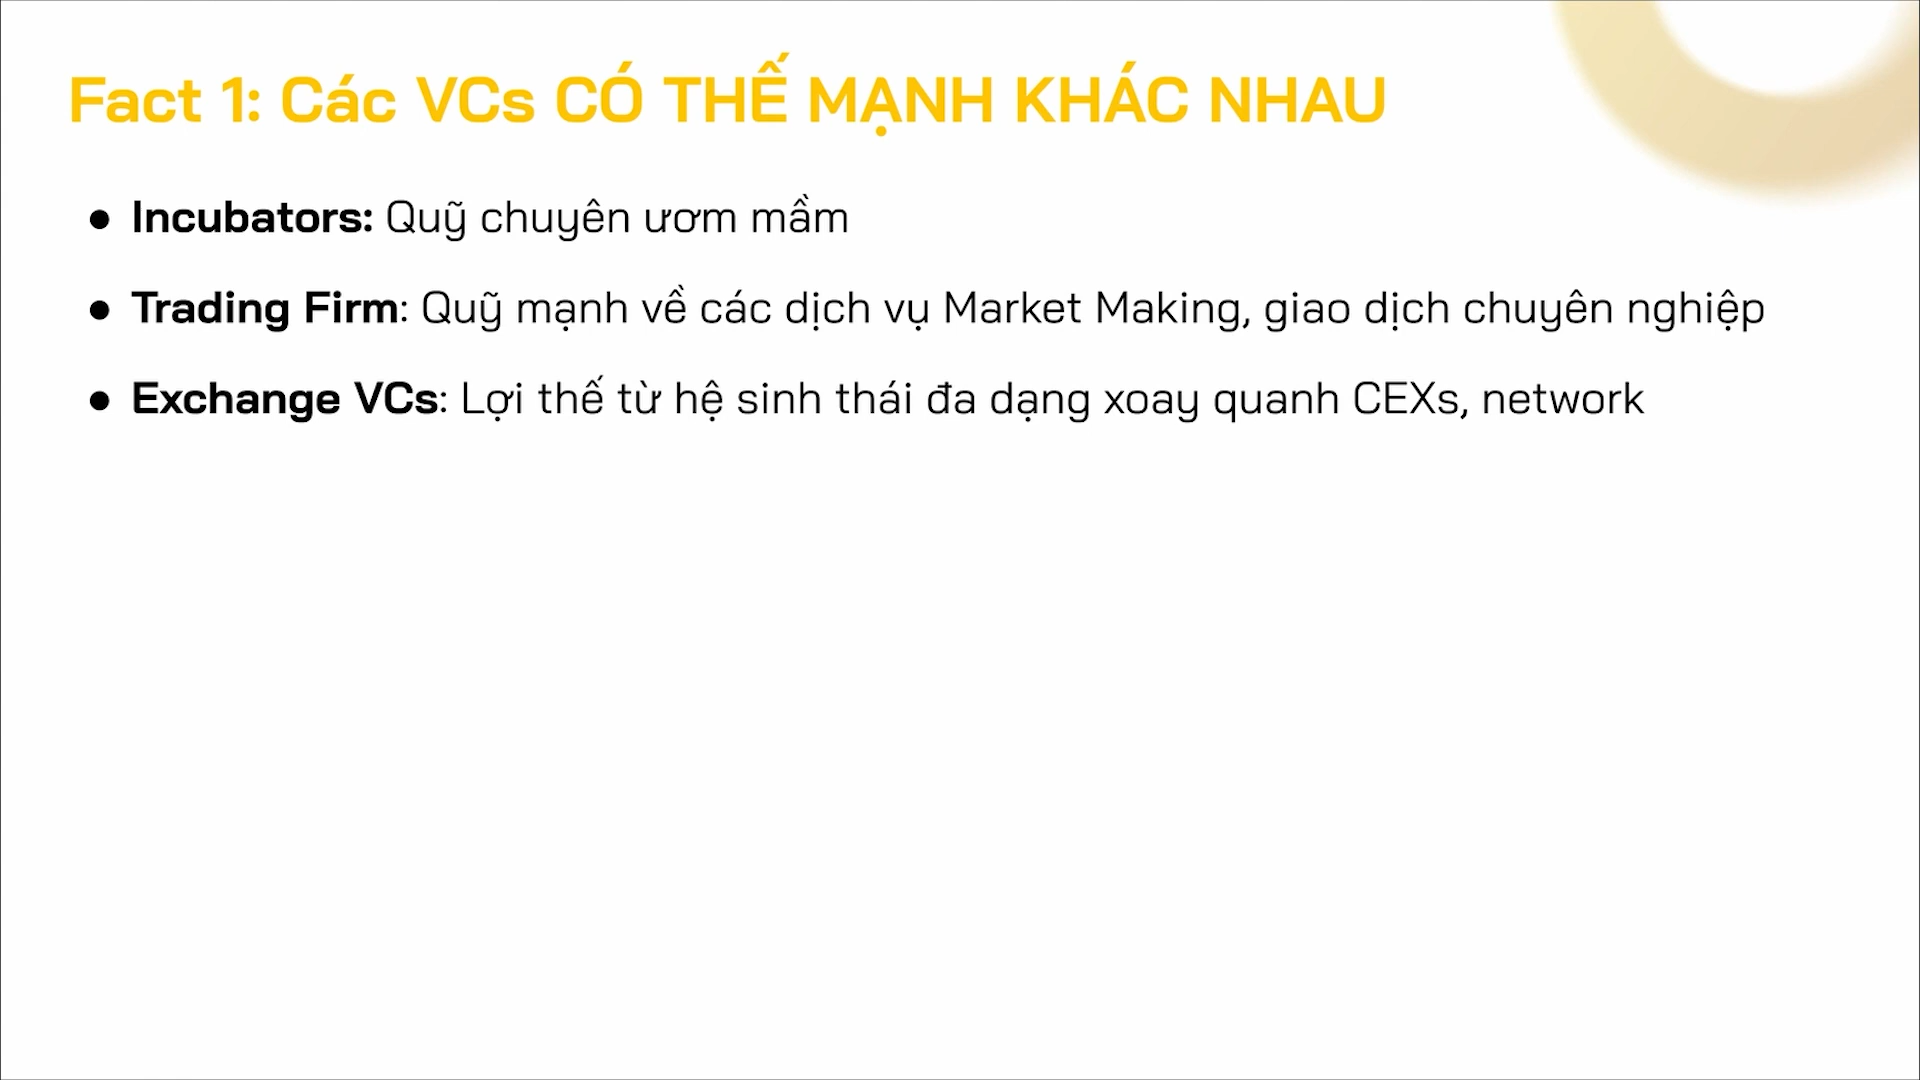 Fact 1: Các VCs CÓ THẾ MẠNH KHÁC NHAU
● Incubators: Quỹ chuyên ươm mầm
● Trading Firm: Quỹ mạnh về các dịch vụ Market Making, giao dịch chuyên nghiệp
● Exchange VCs: Lợi thế từ hệ sinh thái đa dạng xoay quanh CEXs, network